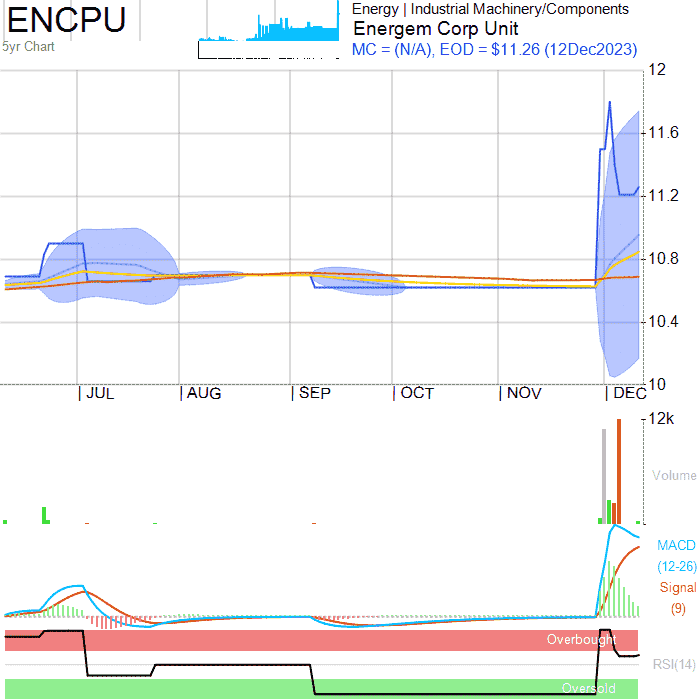 ENCPU
5yr Chart
Energy | Industrial Machinery/Components
Energem Corp Unit
MC = (N/A), EOD = $11.26 (12Dec2023)
12
11.6
11.2
10.8
10.4
10
| JUL | AUG | SEP | OCT | NOV | DEC
12k
Volume
MACD
(12-26)
Signal
(9)
Overbought
RSI(14)
Oversold